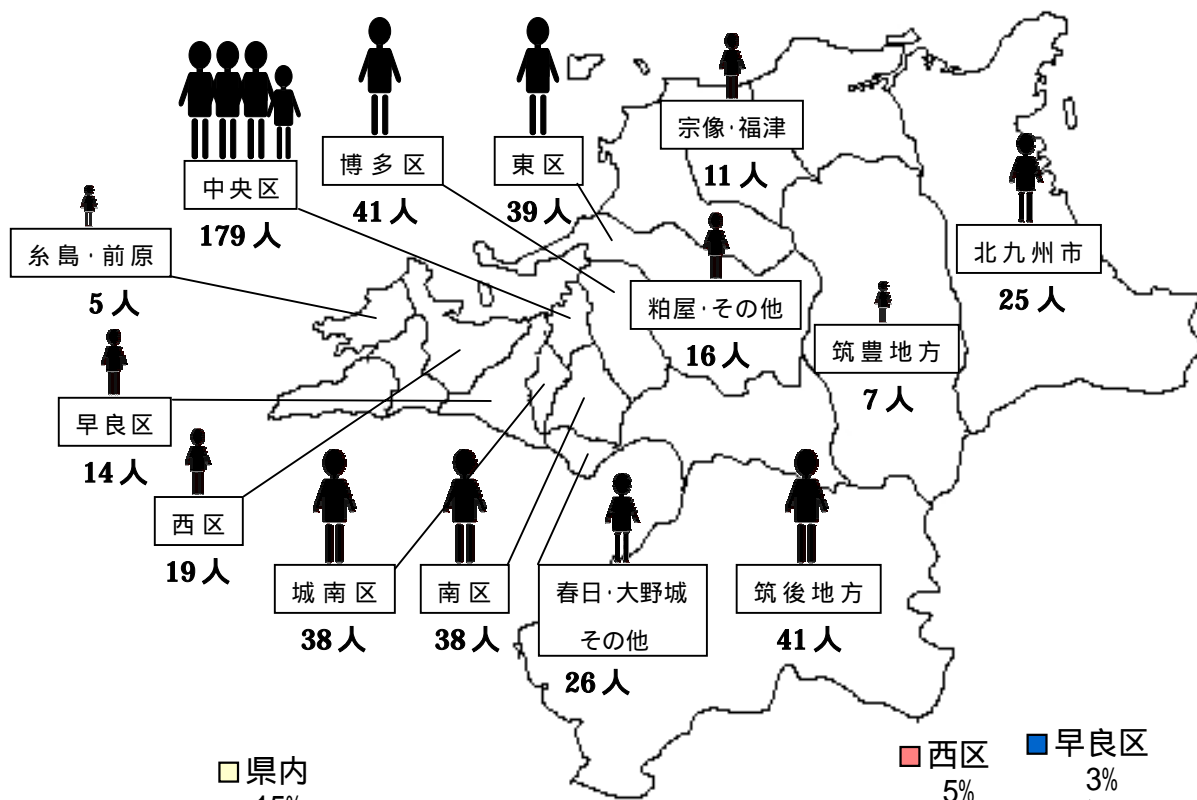 宗像・福津
11人
博多区
41人
東区
39人
中央区
179人
糸島・前原
5人
北九州市
25人
粕屋・その他
16人
筑豊地方
7人
早良区
14人
西区
19人
城南区
38人
南区
38人
春日・大野城
その他
26人
筑後地方
41人
県内
西区
5%
早良区
3%